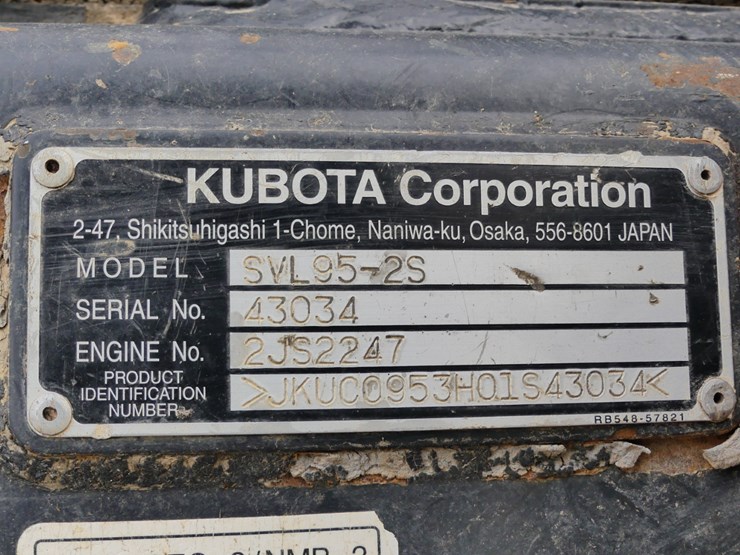 KUBOTA Corporation
2-47, Shikitsuhigashi 1-Chome, Naniwa-ku, Osaka, 556-8601 JAPAN
MODEL SVL95-2S
SERIAL No. 43034
ENGINE No. 2JS2247
PRODUCT IDENTIFICATION NUMBER >JKUC0953H01S43034<
RB548-57821